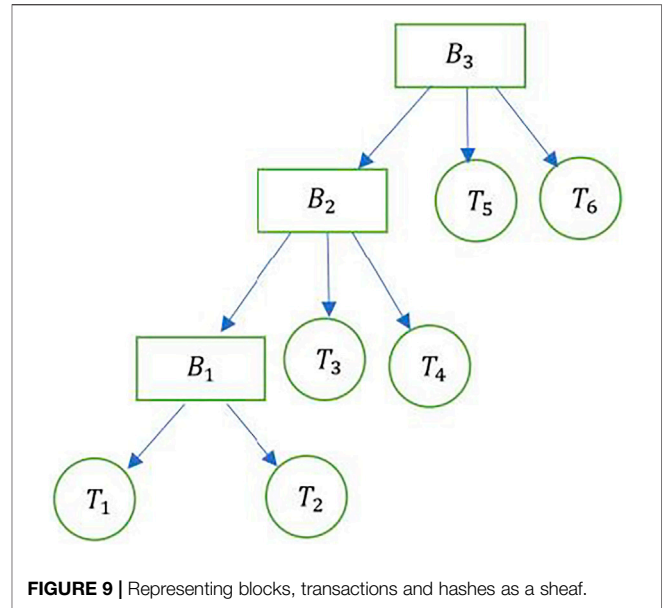 B₃
B₂
T₅
T₆
B₁
T₃
T₄
T₁
T₂
FIGURE 9 | Representing blocks, transactions and hashes as a sheaf.